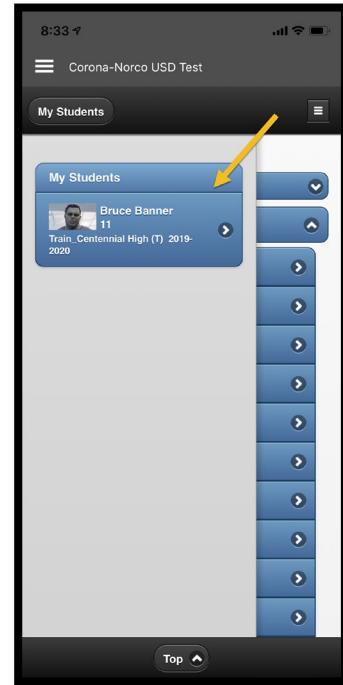 8:33
Corona-Norco USD Test
My Students
My Students
Bruce Banner
11
Train_Centennial High (T) 2019-
2020
Top